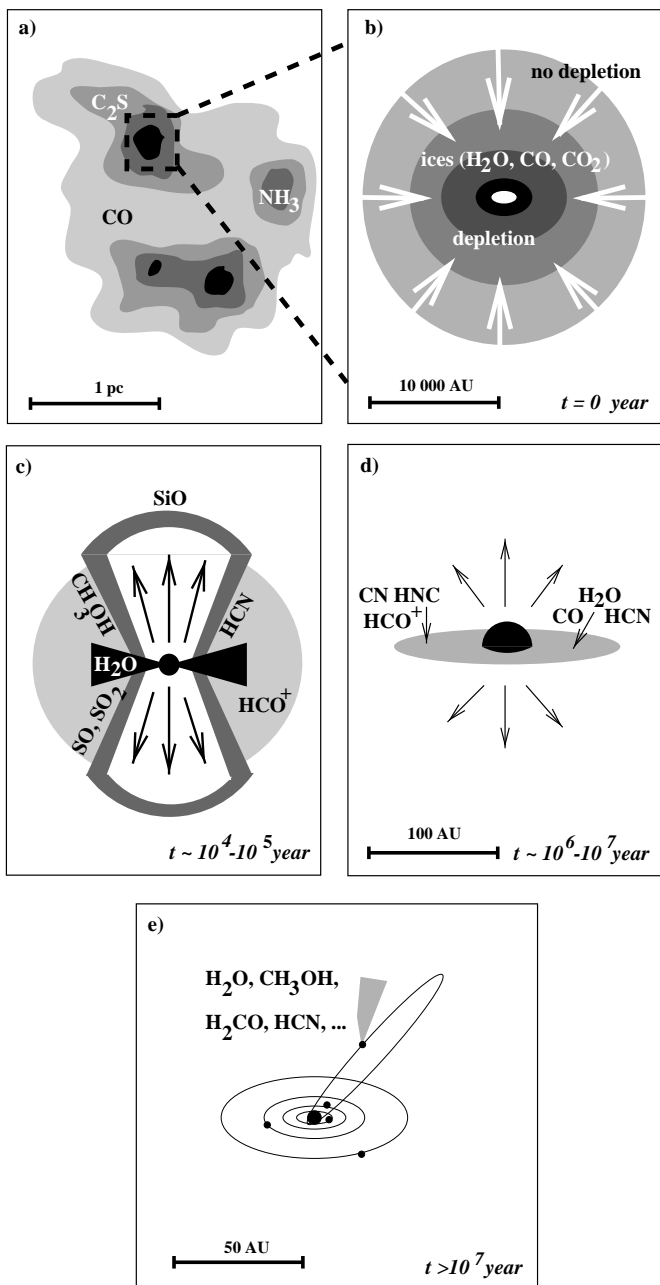 a)
C2S
CO
NH3
1 pc
b)
no depletion
ices (H2O, CO, CO2)
depletion
10 000 AU
t = 0 year
c)
SiO
CH3OH
HCN
H2O
SO, SO2
HCO+
t ~ 10^4-10^5 year
d)
CN HNC
HCO+
H2O
CO HCN
100 AU
t ~ 10^6-10^7 year
e)
H2O, CH3OH,
H2CO, HCN, ...
50 AU
t >10^7 year